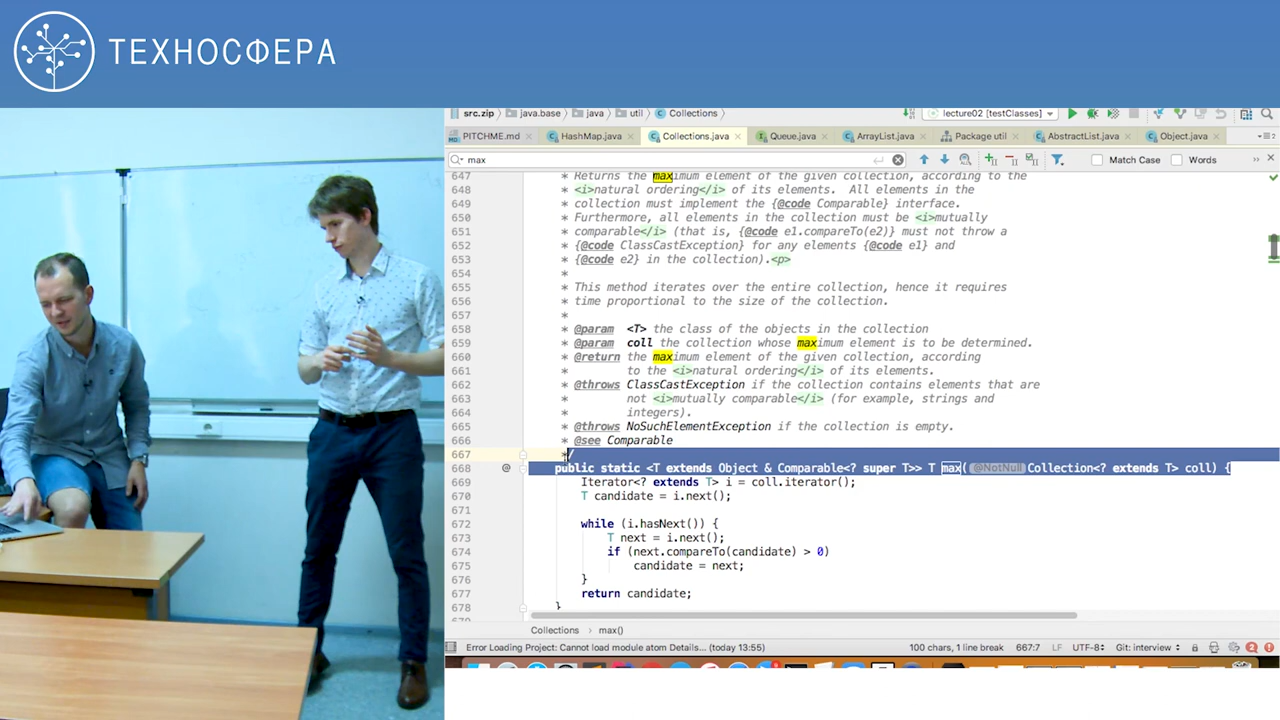 ТЕХНОСФЕРА
src.zip java.base java util Collections lecture02 [testClasses]
PITCHME.md HashMap.java Collections.java Queue.java ArrayList.java Package util AbstractList.java Object.java
max Match Case Words
647 * Returns the maximum element of the given collection, according to the
648 * <i>natural ordering</i> of its elements.  All elements in the
649 * collection must implement the {@code Comparable} interface.
650 * Furthermore, all elements in the collection must be <i>mutually
651 * comparable</i> (that is, {@code e1.compareTo(e2)} must not throw a
652 * {@code ClassCastException} for any elements {@code e1} and
653 * {@code e2} in the collection).<p>
654 *
655 * This method iterates over the entire collection, hence it requires
656 * time proportional to the size of the collection.
657 *
658 * @param  <T> the class of the objects in the collection
659 * @param  coll the collection whose maximum element is to be determined.
660 * @return the maximum element of the given collection, according
661 *         to the <i>natural ordering</i> of its elements.
662 * @throws ClassCastException if the collection contains elements that are
663 *         not <i>mutually comparable</i> (for example, strings and
664 *         integers).
665 * @throws NoSuchElementException if the collection is empty.
666 * @see Comparable
667 */
668 @ public static <T extends Object & Comparable<? super T>> T max(@NotNull Collection<? extends T> coll) {
669 Iterator<? extends T> i = coll.iterator();
670 T candidate = i.next();
671
672 while (i.hasNext()) {
673 T next = i.next();
674 if (next.compareTo(candidate) > 0)
675 candidate = next;
676 }
677 return candidate;
678 }
Collections › max()
Error Loading Project: Cannot load module atom Details... (today 13:55) 100 chars, 1 line break 667:7 LF UTF-8 Git: interview 2